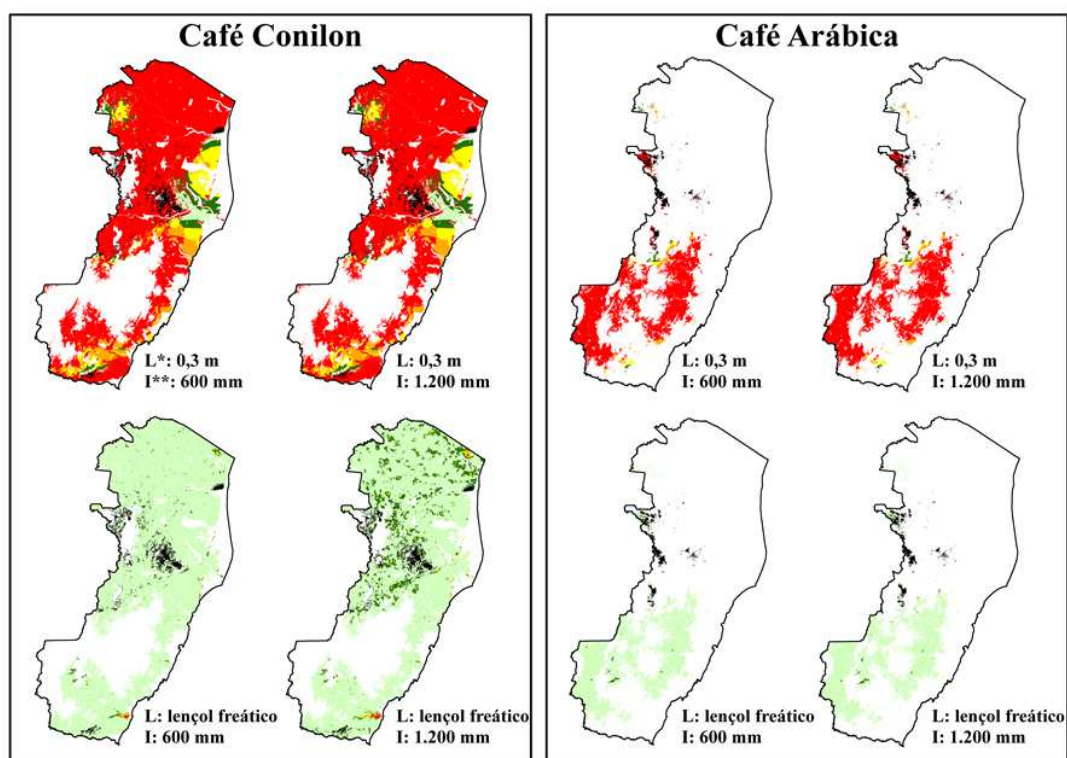 Café Conilon
L*: 0,3 m
I**: 600 mm
L: 0,3 m
I: 1.200 mm
L: lençol freático
I: 600 mm
L: lençol freático
I: 1.200 mm
Café Arábica
L: 0,3 m
I: 600 mm
L: 0,3 m
I: 1.200 mm
L: lençol freático
I: 600 mm
L: lençol freático
I: 1.200 mm